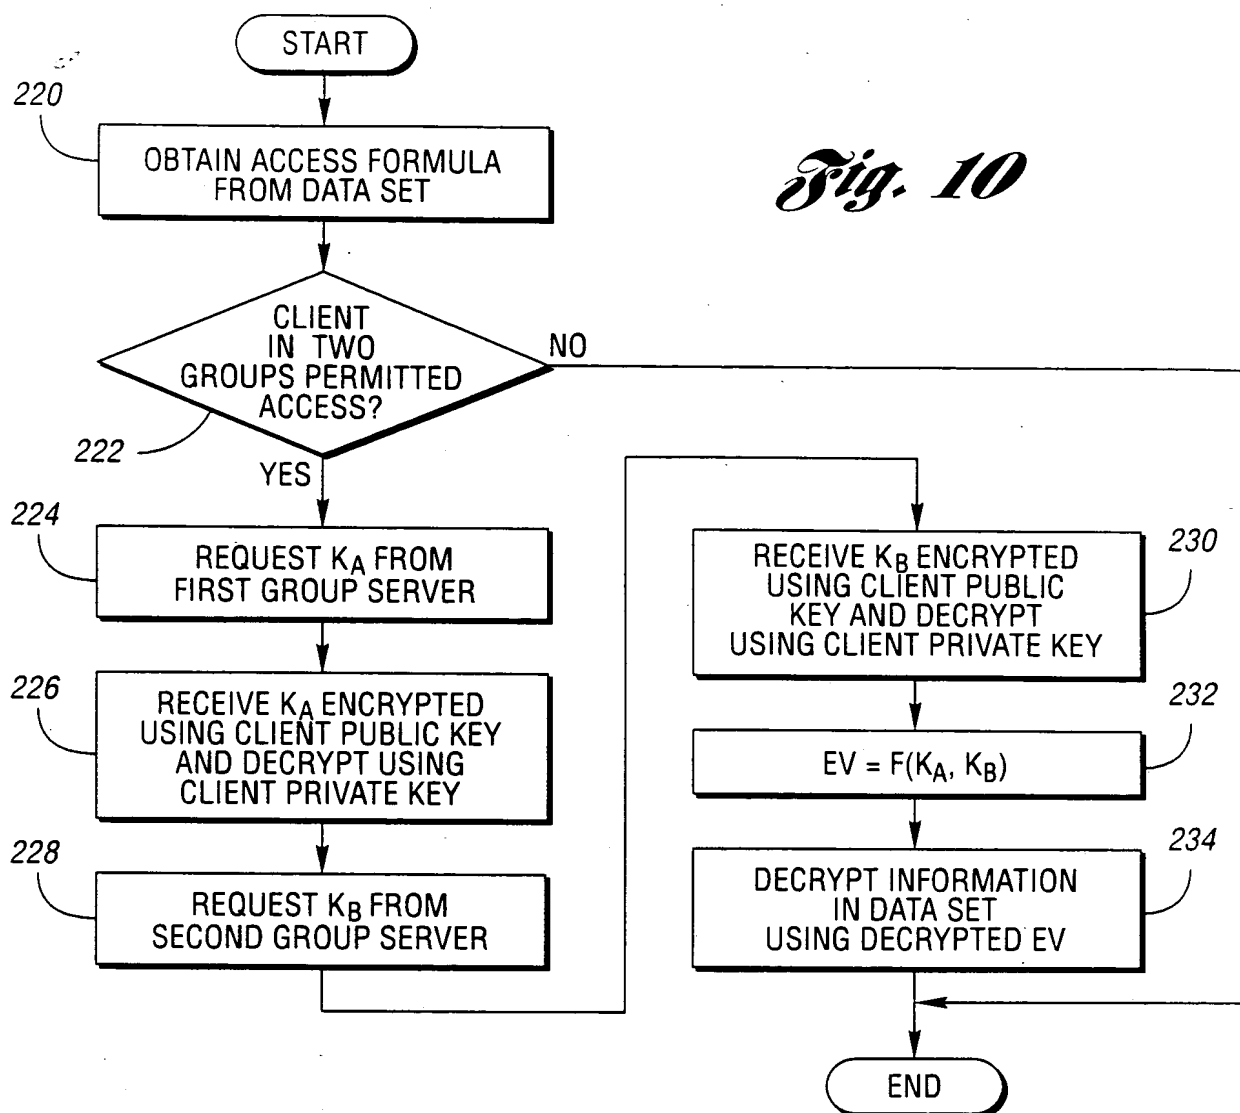 START
220
OBTAIN ACCESS FORMULA
FROM DATA SET
Fig. 10
CLIENT
IN TWO
GROUPS PERMITTED
ACCESS?
NO
222
YES
224
REQUEST KA FROM
FIRST GROUP SERVER
226
RECEIVE KA ENCRYPTED
USING CLIENT PUBLIC KEY
AND DECRYPT USING
CLIENT PRIVATE KEY
228
REQUEST KB FROM
SECOND GROUP SERVER
230
RECEIVE KB ENCRYPTED
USING CLIENT PUBLIC
KEY AND DECRYPT
USING CLIENT PRIVATE KEY
232
EV = F(KA, KB)
234
DECRYPT INFORMATION
IN DATA SET
USING DECRYPTED EV
END